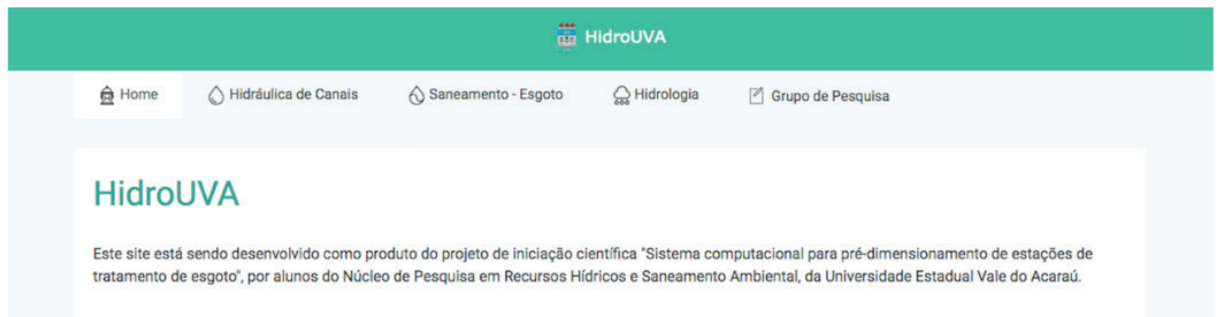 HidroUVA
Home Hidráulica de Canais Saneamento - Esgoto Hidrologia Grupo de Pesquisa
HidroUVA
Este site está sendo desenvolvido como produto do projeto de iniciação científica "Sistema computacional para pré-dimensionamento de estações de
tratamento de esgoto", por alunos do Núcleo de Pesquisa em Recursos Hídricos e Saneamento Ambiental, da Universidade Estadual Vale do Acaraú.